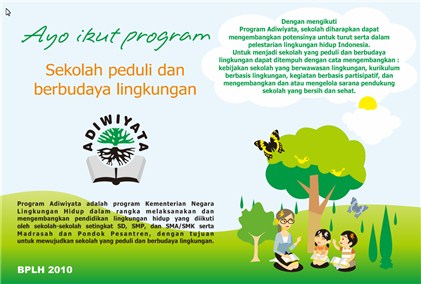 Ayo ikut program
Sekolah peduli dan
berbudaya lingkungan
ADIWIYATA
Program Adiwiyata adalah program Kementerian Negara
Lingkungan Hidup dalam rangka melaksanakan dan
mengembangkan pendidikan lingkungan hidup yang diikuti
oleh sekolah-sekolah setingkat SD, SMP, dan SMA/SMK serta
Madrasah dan Pondok Pesantren, dengan tujuan
untuk mewujudkan sekolah yang peduli dan berbudaya lingkungan.
BPLH 2010
Dengan mengikuti
Program Adiwiyata, sekolah diharapkan dapat
mengembangkan potensinya untuk turut serta dalam
pelestarian lingkungan hidup Indonesia.
Untuk menjadi sekolah yang peduli dan berbudaya
lingkungan dapat ditempuh dengan cata mengembangkan :
kebijakan sekolah yang berwawasan lingkungan, kurikulum
berbasis lingkungan, kegiatan berbasis partisipatif, dan
mengembangkan dan atau mengelola sarana pendukung
sekolah yang bersih dan sehat.